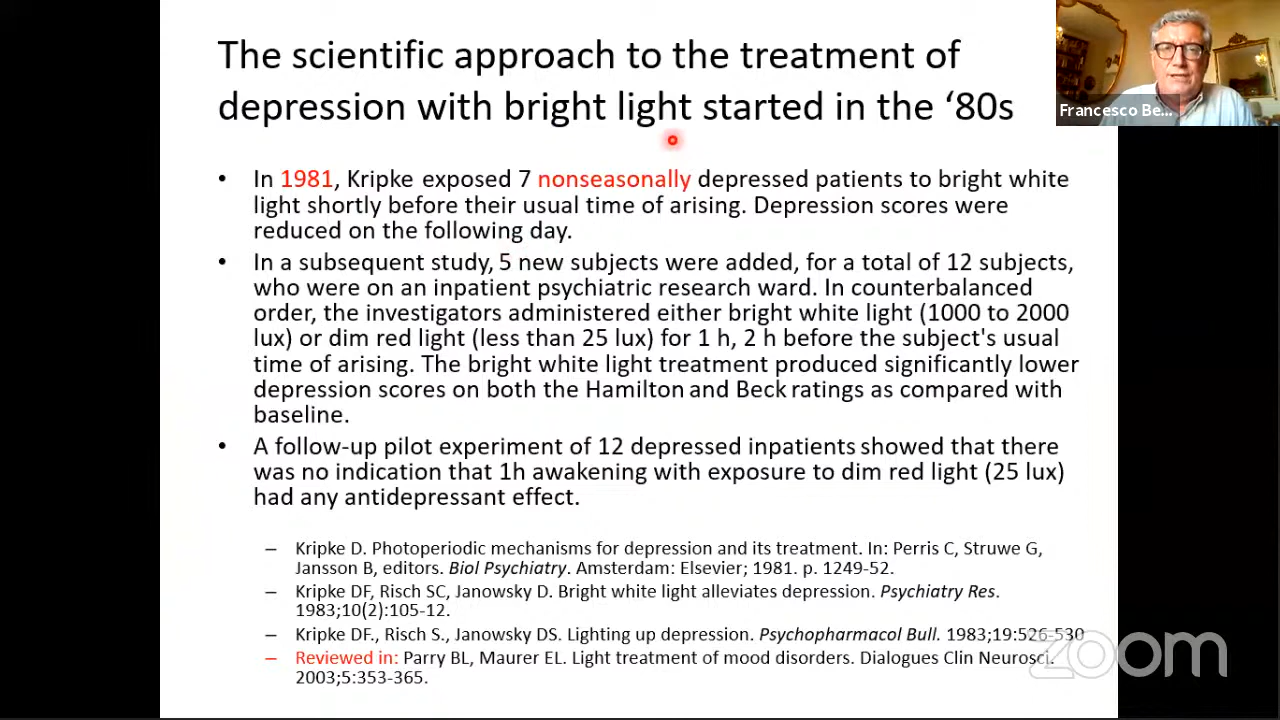 The scientific approach to the treatment of
depression with bright light started in the ‘80s
Francesco Be...
• In 1981, Kripke exposed 7 nonseasonally depressed patients to bright white
light shortly before their usual time of arising. Depression scores were
reduced on the following day.
• In a subsequent study, 5 new subjects were added, for a total of 12 subjects,
who were on an inpatient psychiatric research ward. In counterbalanced
order, the investigators administered either bright white light (1000 to 2000
lux) or dim red light (less than 25 lux) for 1 h, 2 h before the subject's usual
time of arising. The bright white light treatment produced significantly lower
depression scores on both the Hamilton and Beck ratings as compared with
baseline.
• A follow-up pilot experiment of 12 depressed inpatients showed that there
was no indication that 1h awakening with exposure to dim red light (25 lux)
had any antidepressant effect.
– Kripke D. Photoperiodic mechanisms for depression and its treatment. In: Perris C, Struwe G,
Jansson B, editors. Biol Psychiatry. Amsterdam: Elsevier; 1981. p. 1249-52.
– Kripke DF, Risch SC, Janowsky D. Bright white light alleviates depression. Psychiatry Res.
1983;10(2):105-12.
– Kripke DF., Risch S., Janowsky DS. Lighting up depression. Psychopharmacol Bull. 1983;19:526-530
– Reviewed in: Parry BL, Maurer EL. Light treatment of mood disorders. Dialogues Clin Neurosci.
2003;5:353-365.
zoom